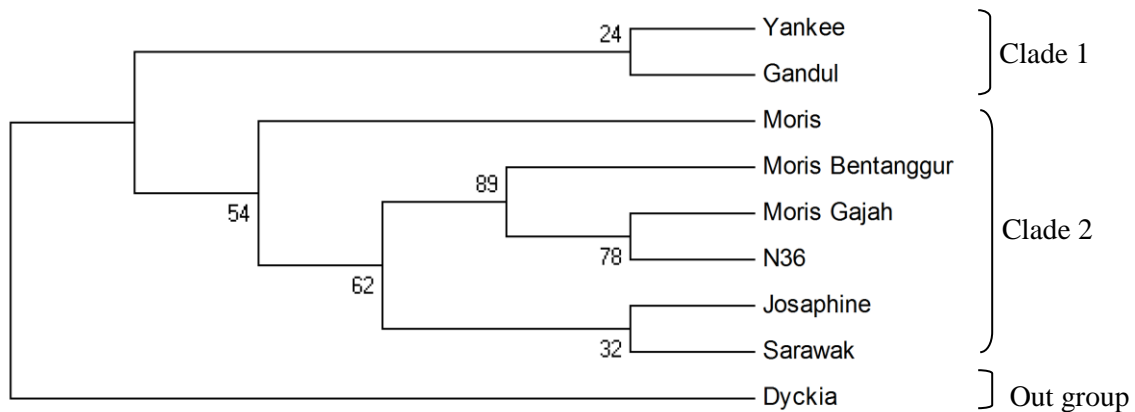 24
Yankee
Gandul
Clade 1
Moris
54
89
Moris Bentanggur
Moris Gajah
78
N36
62
Josaphine
32
Sarawak
Clade 2
Dyckia
Out group